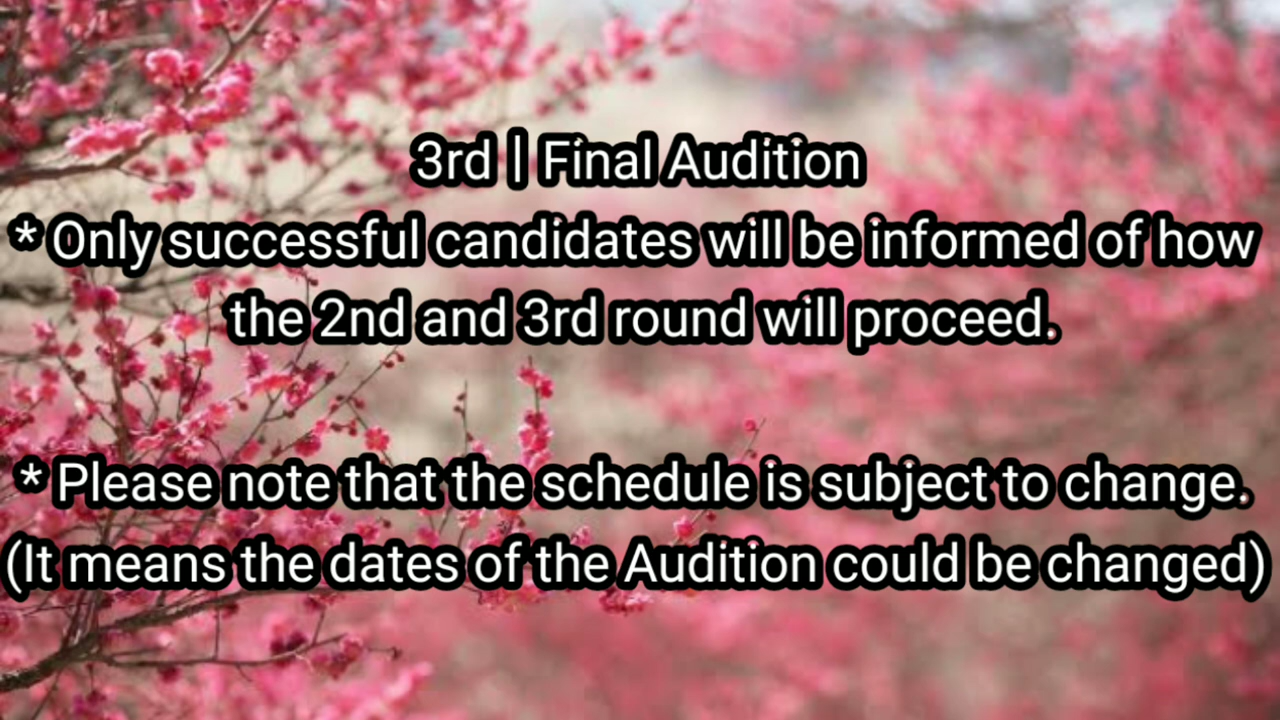 3rd | Final Audition
* Only successful candidates will be informed of how
the 2nd and 3rd round will proceed.
* Please note that the schedule is subject to change.
(It means the dates of the Audition could be changed)